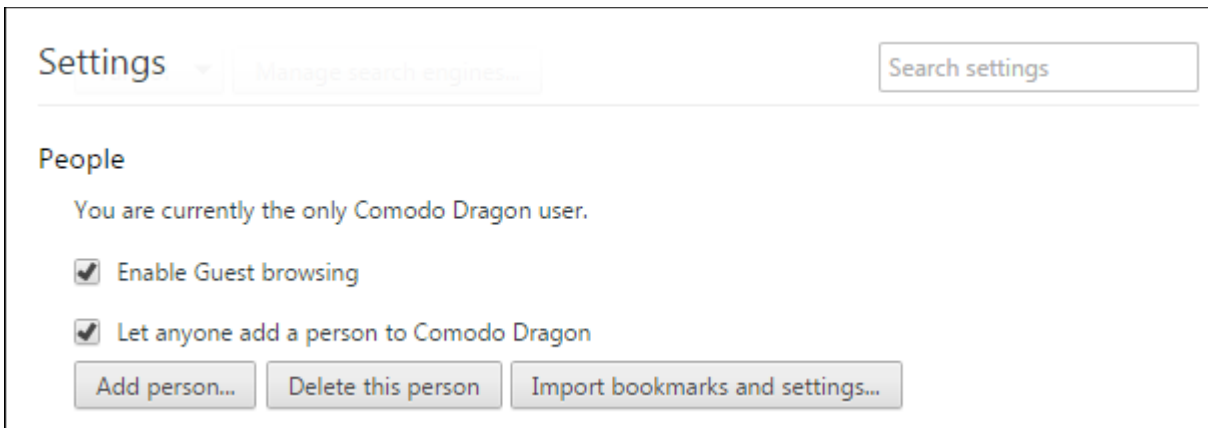 Settings
Manage search engines...
Search settings
People
You are currently the only Comodo Dragon user.
Enable Guest browsing
Let anyone add a person to Comodo Dragon
Add person... Delete this person Import bookmarks and settings...